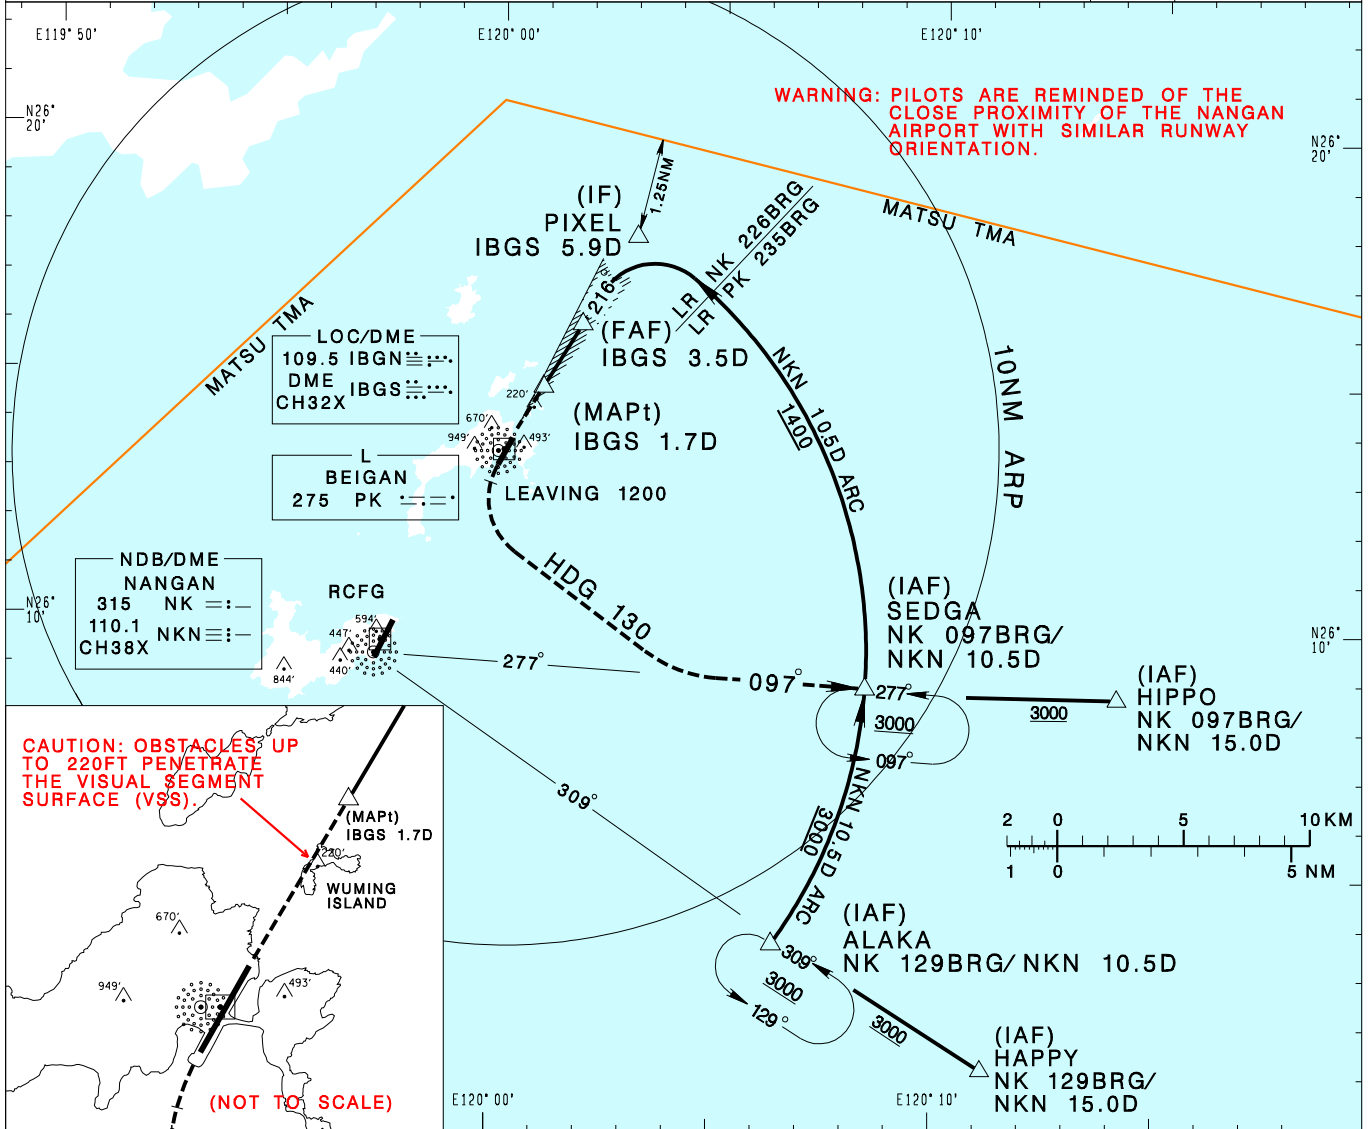 E119°50'
E120°00'
E120°10'
N26°
20'
N26°
20'
WARNING: PILOTS ARE REMINDED OF THE
CLOSE PROXIMITY OF THE NANGAN
AIRPORT WITH SIMILAR RUNWAY
ORIENTATION.
1.25NM
(IF)
PIXEL
IBGS 5.9D
NK 226BRG
PK 235BRG
LR
LR
MATSU TMA
MATSU TMA
216°
(FAF)
IBGS 3.5D
LOC/DME
109.5 IBGN
DME
CH32X
IBGS
NKN 10.5D ARC
1400
10NM ARP
220'
(MAPt)
IBGS 1.7D
670'
949'
493'
L
BEIGAN
275 PK
LEAVING 1200
NDB/DME
NANGAN
315 NK
110.1
CH38X
NKN
N26°
10'
N26°
10'
RCFG
594'
447'
440'
844'
HDG 130
277°
097°
(IAF)
SEDGA
NK 097BRG/
NKN 10.5D
277°
3000
097°
3000
(IAF)
HIPPO
NK 097BRG/
NKN 15.0D
309°
NKN 10.5D ARC
3000
2 0 5 10 KM
1 0 5 NM
(IAF)
ALAKA
NK 129BRG/ NKN 10.5D
309°
3000
129°
3000
(IAF)
HAPPY
NK 129BRG/
NKN 15.0D
CAUTION: OBSTACLES UP
TO 220FT PENETRATE
THE VISUAL SEGMENT
SURFACE (VSS).
(MAPt)
IBGS 1.7D
220'
WUMING
ISLAND
670'
949'
493'
(NOT TO SCALE)
E120°00'
E120°10'